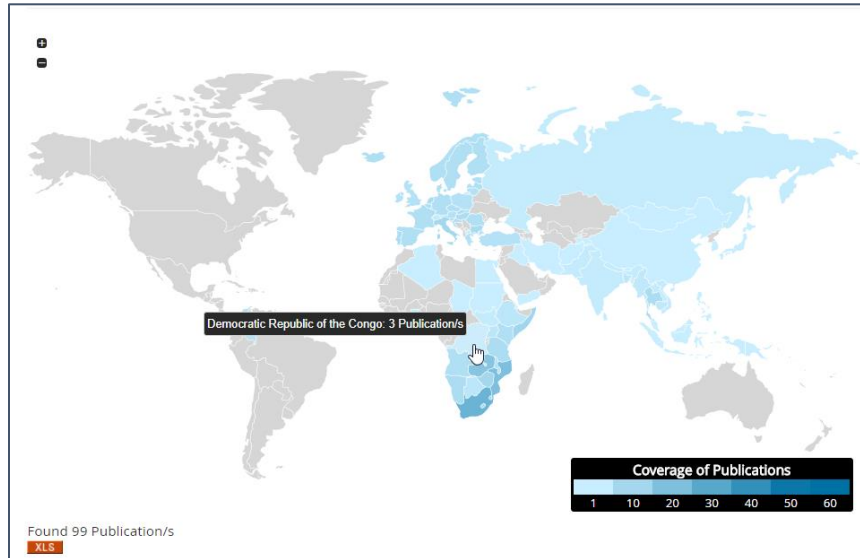 Democratic Republic of the Congo: 3 Publication/s
Coverage of Publications
1 10 20 30 40 50 60
Found 99 Publication/s
XLS